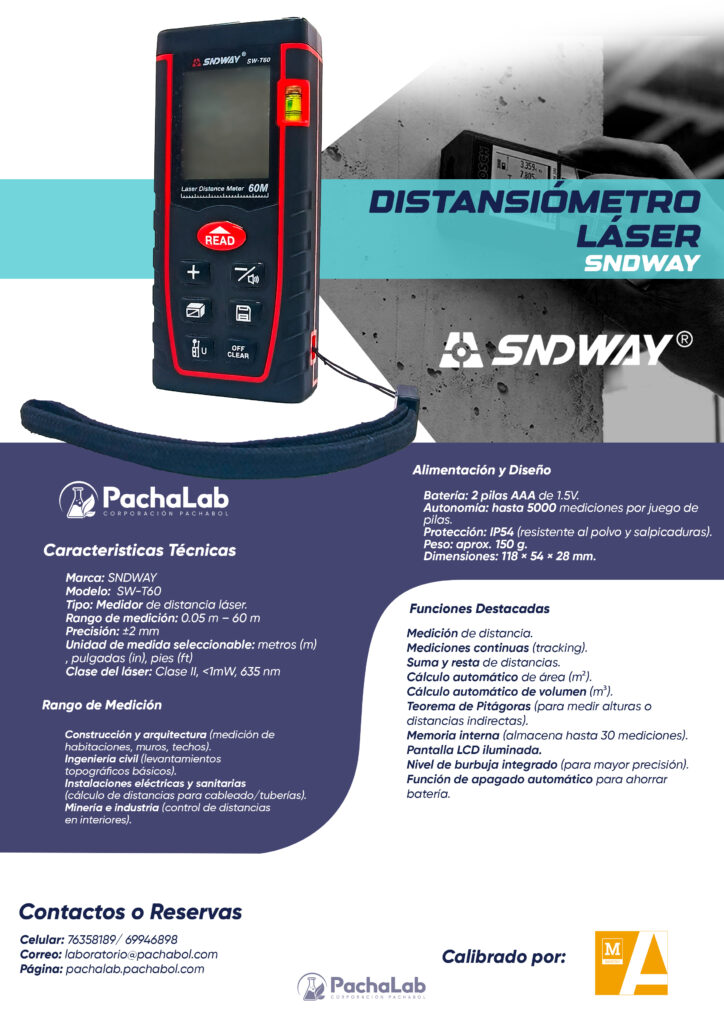 SNDWAY®
SW-T60
Laser Distance Meter 60M
READ
U
OFF
CLEAR
3.359
7.805
DISTANSIÓMETRO
LÁSER
SNDWAY
SNDWAY®
PachaLab
CORPORACIÓN PACHABOL
Caracteristicas Técnicas
Marca: SNDWAY
Modelo: SW-T60
Tipo: Medidor de distancia láser.
Rango de medición: 0.05 m – 60 m
Precisión: ±2 mm
Unidad de medida seleccionable: metros (m)
, pulgadas (in), pies (ft)
Clase del láser: Clase II, <1mW, 635 nm
Rango de Medición
Construcción y arquitectura (medición de
habitaciones, muros, techos).
Ingeniería civil (levantamientos
topográficos básicos).
Instalaciones eléctricas y sanitarias
(cálculo de distancias para cableado/tuberías).
Minería e industria (control de distancias
en interiores).
Alimentación y Diseño
Batería: 2 pilas AAA de 1.5V.
Autonomía: hasta 5000 mediciones por juego de
pilas.
Protección: IP54 (resistente al polvo y salpicaduras).
Peso: aprox. 150 g.
Dimensiones: 118 × 54 × 28 mm.
Funciones Destacadas
Medición de distancia.
Mediciones continuas (tracking).
Suma y resta de distancias.
Cálculo automático de área (m²).
Cálculo automático de volumen (m³).
Teorema de Pitágoras (para medir alturas o
distancias indirectas).
Memoria interna (almacena hasta 30 mediciones).
Pantalla LCD iluminada.
Nivel de burbuja integrado (para mayor precisión).
Función de apagado automático para ahorrar
batería.
Contactos o Reservas
Celular: 76358189/ 69946898
Correo: laboratorio@pachabol.com
Página: pachalab.pachabol.com
PachaLab
CORPORACIÓN PACHABOL
Calibrado por:
M
A